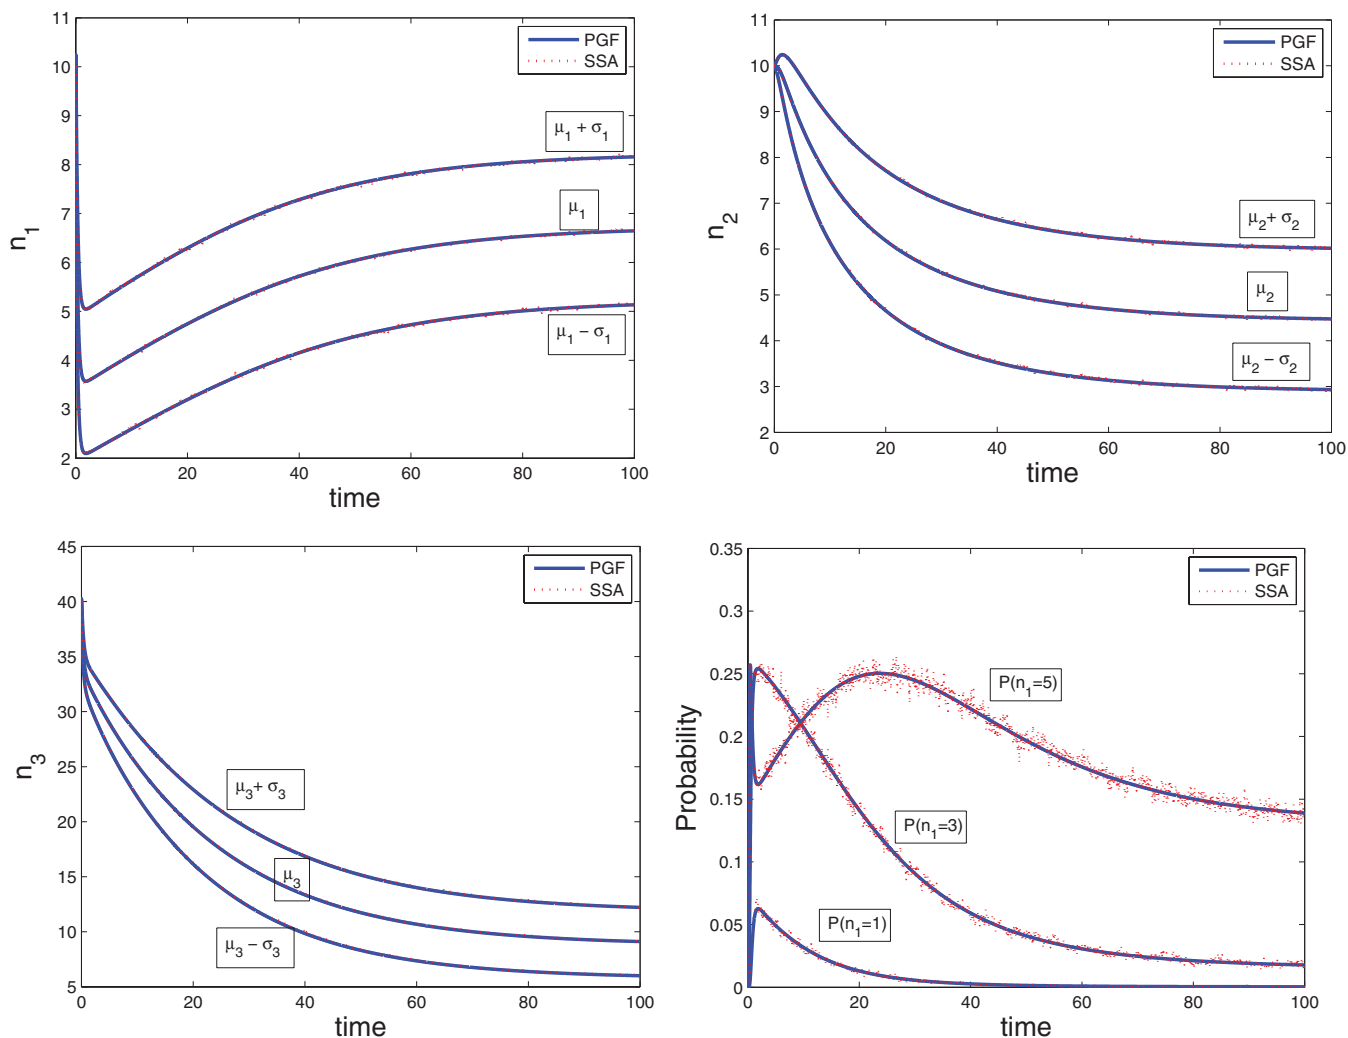 11
10
9
8
7
6
5
4
3
2
0
20
40
60
80
100
time
n1
PGF
SSA
μ1 + σ1
μ1
μ1 − σ1
11
10
9
8
7
6
5
4
3
2
0
20
40
60
80
100
time
n2
PGF
SSA
μ2+ σ2
μ2
μ2 − σ2
45
40
35
30
25
20
15
10
5
0
20
40
60
80
100
time
n3
PGF
SSA
μ3+ σ3
μ3
μ3 − σ3
0.35
0.3
0.25
0.2
0.15
0.1
0.05
0
0
20
40
60
80
100
time
Probability
PGF
SSA
P(n1=5)
P(n1=3)
P(n1=1)